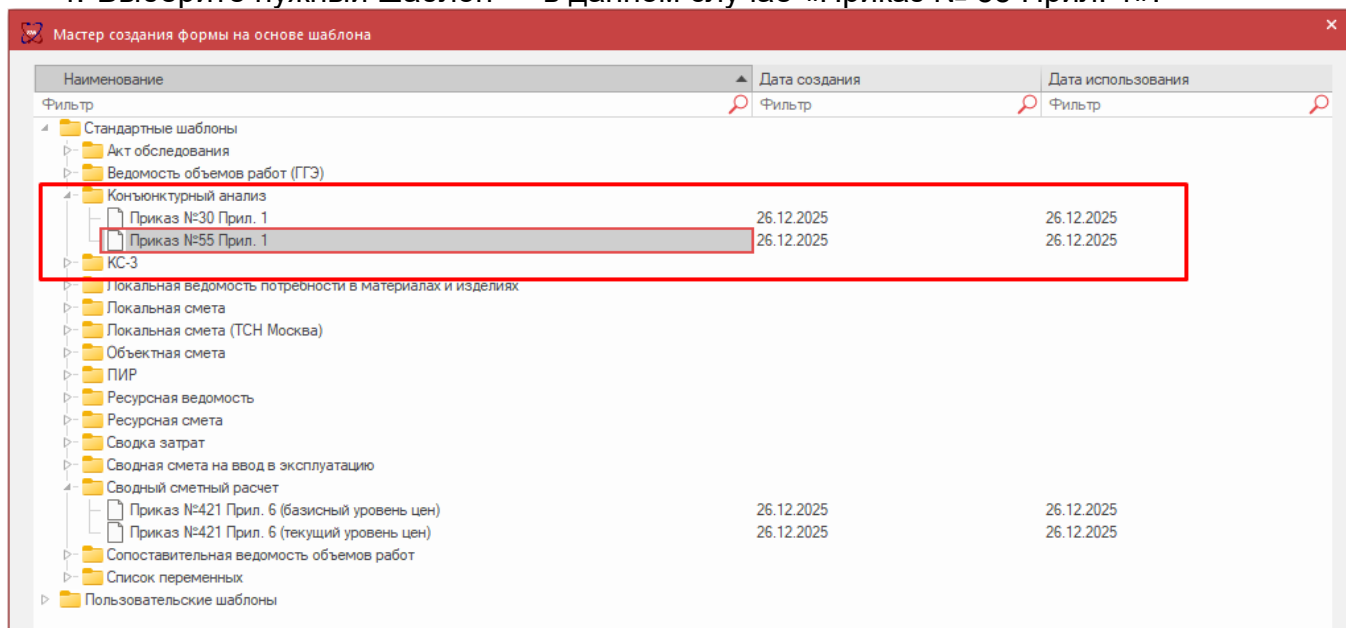 Мастер создания формы на основе шаблона
Наименование Дата создания Дата использования
Фильтр Фильтр Фильтр
Стандартные шаблоны
Акт обследования
Ведомость объемов работ (ГГЭ)
Конъюнктурный анализ
Приказ №30 Прил. 1 26.12.2025 26.12.2025
Приказ №55 Прил. 1 26.12.2025 26.12.2025
КС-3
Локальная ведомость потребности в материалах и изделиях
Локальная смета
Локальная смета (ТСН Москва)
Объектная смета
ПИР
Ресурсная ведомость
Ресурсная смета
Сводка затрат
Сводная смета на ввод в эксплуатацию
Сводный сметный расчет
Приказ №421 Прил. 6 (базисный уровень цен) 26.12.2025 26.12.2025
Приказ №421 Прил. 6 (текущий уровень цен) 26.12.2025 26.12.2025
Сопоставительная ведомость объемов работ
Список переменных
Пользовательские шаблоны